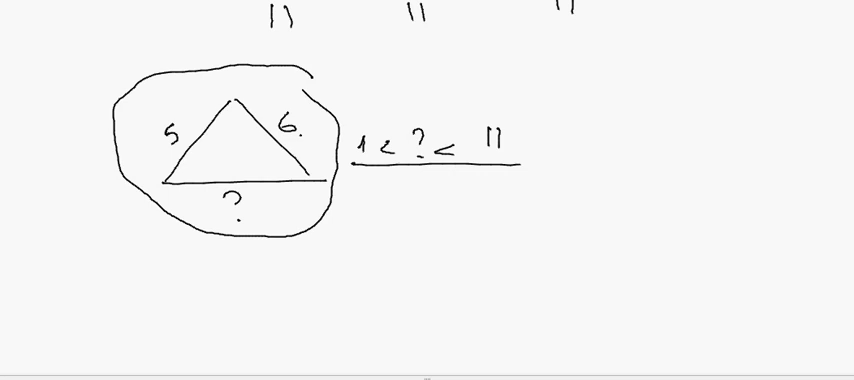 11 11 11
5 6.
1 < ? < 11
?